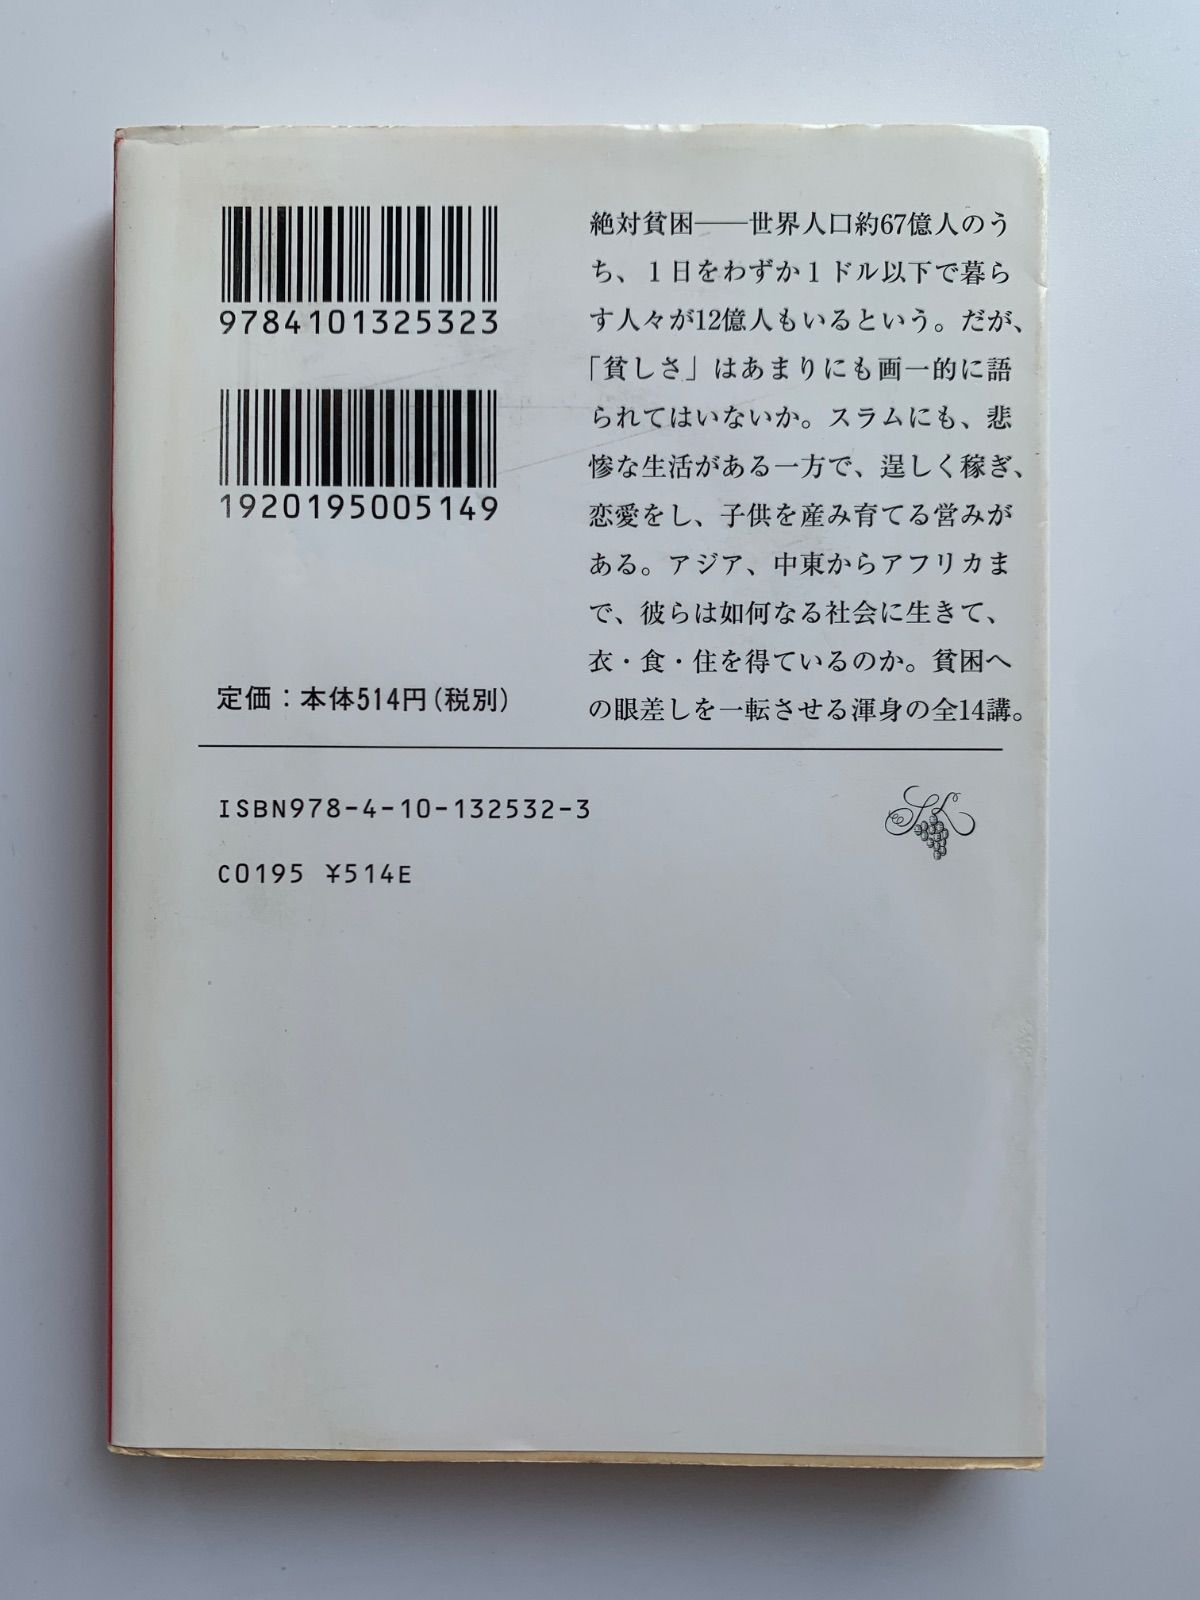 9784101325323
1920195005149
定価：本体514円（税別）
絶対貧困――世界人口約67億人のう
ち、１日をわずか１ドル以下で暮ら
す人々が12億人もいるという。だが、
「貧しさ」はあまりにも画一的に語
られてはいないか。スラムにも、悲
惨な生活がある一方で、逞しく稼ぎ、
恋愛をし、子供を産み育てる営みが
ある。アジア、中東からアフリカま
で、彼らは如何なる社会に生きて、
衣・食・住を得ているのか。貧困へ
の眼差しを一転させる渾身の全14講。
ISBN978-4-10-132532-3
C0195 ¥514E